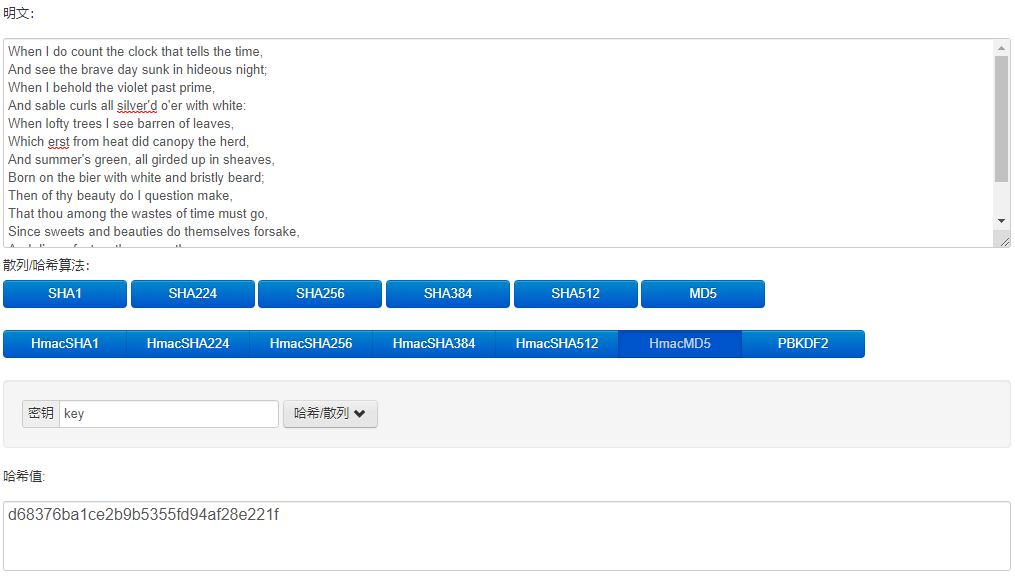 明文:
When I do count the clock that tells the time,
And see the brave day sunk in hideous night;
When I behold the violet past prime,
And sable curls all silver'd o'er with white:
When lofty trees I see barren of leaves,
Which erst from heat did canopy the herd,
And summer's green, all girded up in sheaves,
Born on the bier with white and bristly beard;
Then of thy beauty do I question make,
That thou among the wastes of time must go,
Since sweets and beauties do themselves forsake,
散列/哈希算法:
SHA1 SHA224 SHA256 SHA384 SHA512 MD5
HmacSHA1 HmacSHA224 HmacSHA256 HmacSHA384 HmacSHA512 HmacMD5 PBKDF2
密钥 key 哈希/散列
哈希值:
d68376ba1ce2b9b5355fd94af28e221f